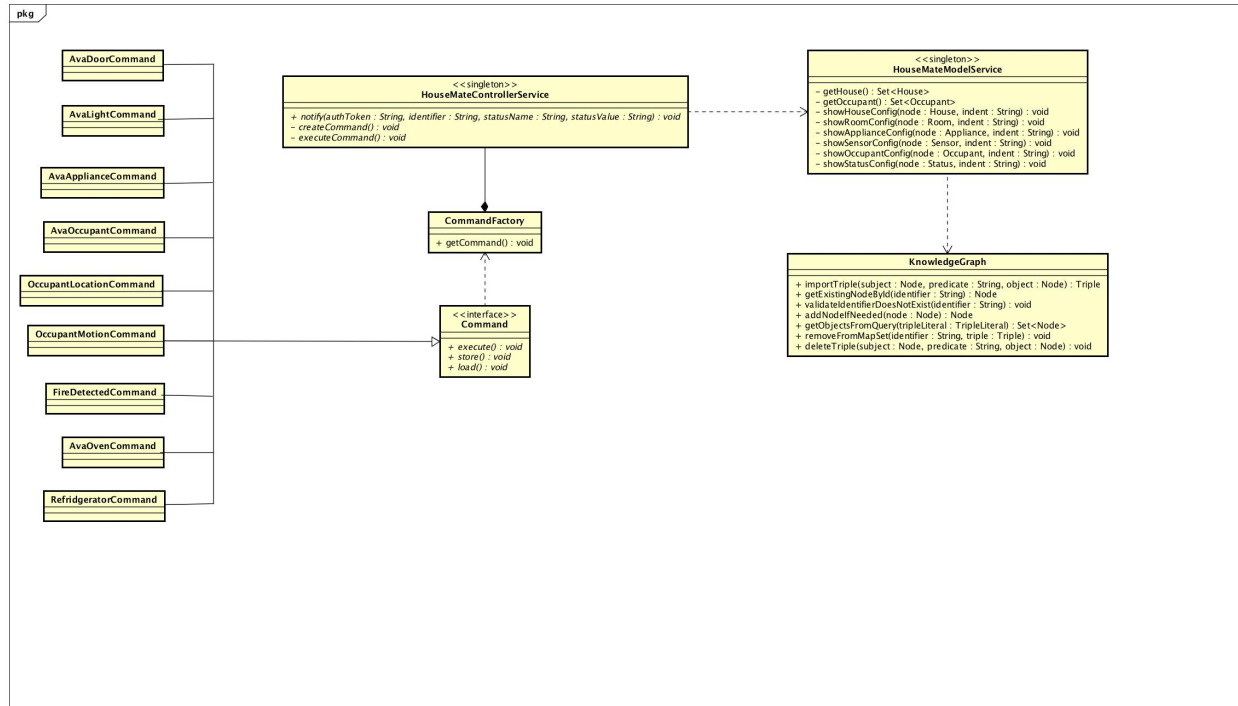 pkg
AvaDoorCommand
AvaLightCommand
AvaApplianceCommand
AvaOccupantCommand
OccupantLocationCommand
OccupantMotionCommand
FireDetectedCommand
AvaOvenCommand
RefridgeratorCommand
<<singleton>>
HouseMateControllerService
+ notify(authToken : String, identifier : String, statusName : String, statusValue : String) : void
- createCommand() : void
- executeCommand() : void
CommandFactory
+ getCommand() : void
<<interface>>
Command
+ execute() : void
+ store() : void
+ load() : void
<<singleton>>
HouseMateModelService
- getHouse() : Set<House>
- getOccupant() : Set<Occupant>
- showHouseConfig(node : House, indent : String) : void
- showRoomConfig(node : Room, indent : String) : void
- showApplianceConfig(node : Appliance, indent : String) : void
- showSensorConfig(node : Sensor, indent : String) : void
- showOccupantConfig(node : Occupant, indent : String) : void
- showStatusConfig(node : Status, indent : String) : void
KnowledgeGraph
+ importTriple(subject : Node, predicate : String, object : Node) : Triple
+ getExistingNodeById(identifier : String) : Node
+ validateIdentifierDoesNotExist(identifier : String) : void
+ addNodeIfNeeded(node : Node) : Node
+ getObjectsFromQuery(tripleLiteral : TripleLiteral) : Set<Node>
+ removeFromMapSet(identifier : String, triple : Triple) : void
+ deleteTriple(subject : Node, predicate : String, object : Node) : void